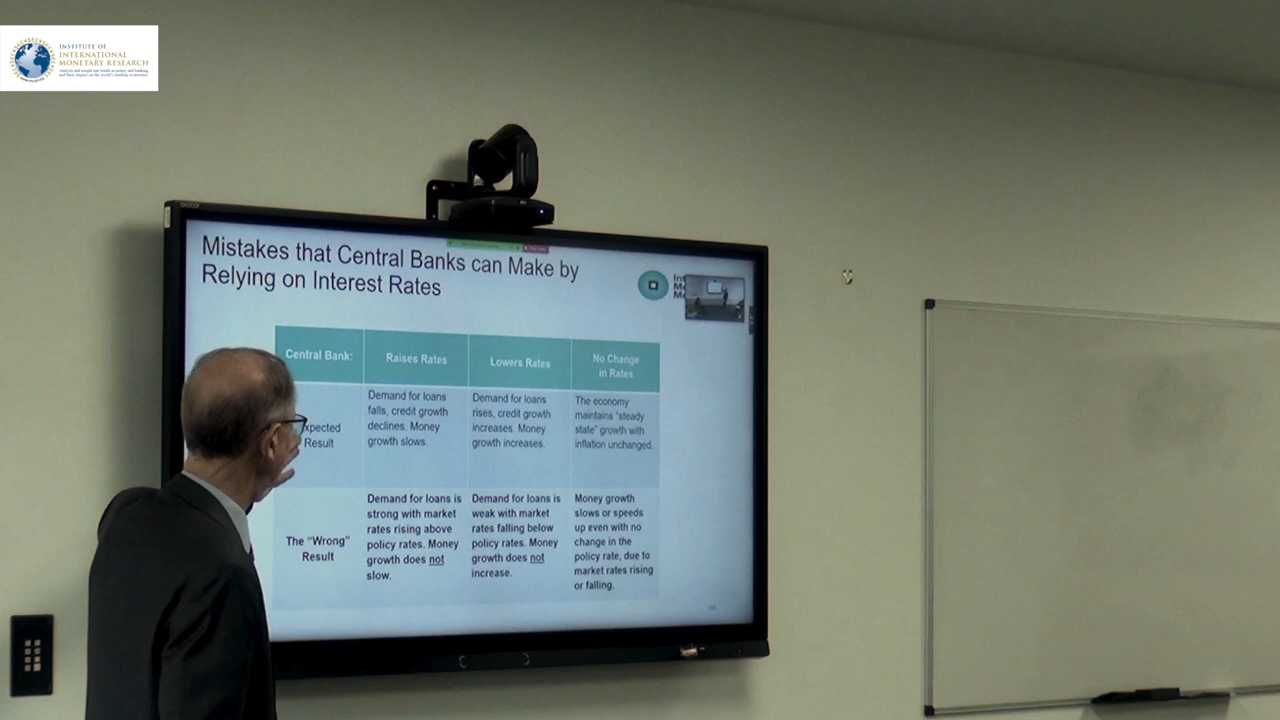 INSTITUTE OF
INTERNATIONAL
MONETARY RESEARCH
Mistakes that Central Banks can Make by
Relying on Interest Rates
Central Bank:
Raises Rates
Lowers Rates
No Change
in Rates
xpected
Result
Demand for loans
falls, credit growth
declines. Money
growth slows.
Demand for loans
rises, credit growth
increases. Money
growth increases.
The economy
maintains "steady
state" growth with
inflation unchanged.
The "Wrong"
Result
Demand for loans is
strong with market
rates rising above
policy rates. Money
growth does not
slow.
Demand for loans is
weak with market
rates falling below
policy rates. Money
growth does not
increase.
Money growth
slows or speeds
up even with no
change in the
policy rate, due to
market rates rising
or falling.